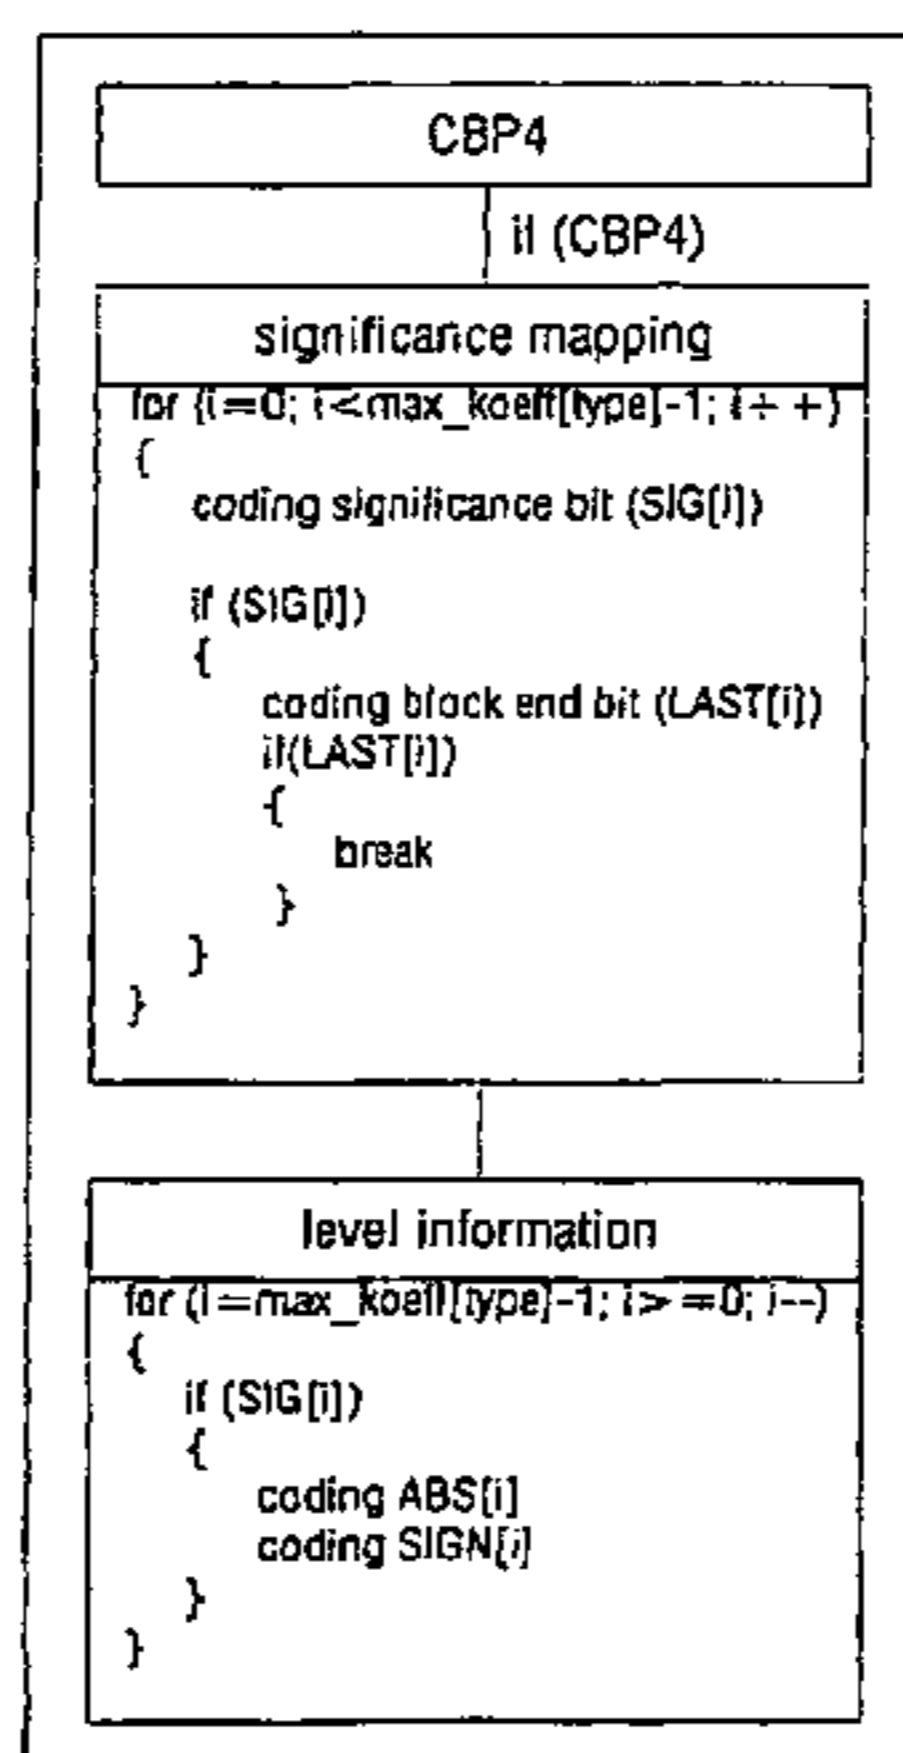 CBP4
if (CBP4)
significance mapping
for (i=0; i<max_koeff[type]-1; i++)
{
coding significance bit (SIG[i])
if (SIG[i])
{
coding block end bit (LAST[i])
if(LAST[i])
{
break
}
}
}
level information
for (i=max_koeff[type]-1; i>=0; i--)
{
if (SIG[i])
{
coding ABS[i]
coding SIGN[i]
}
}